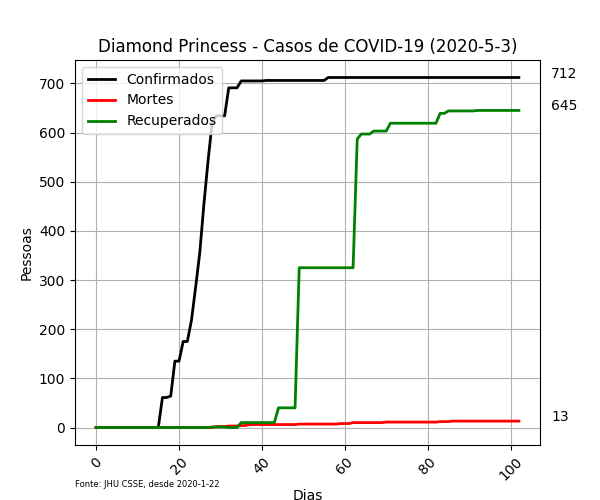 Diamond Princess - Casos de COVID-19 (2020-5-3)
Confirmados
Mortes
Recuperados
712
645
13
Pessoas
700
600
500
400
300
200
100
0
0
20
40
60
80
100
Fonte: JHU CSSE, desde 2020-1-22
Dias